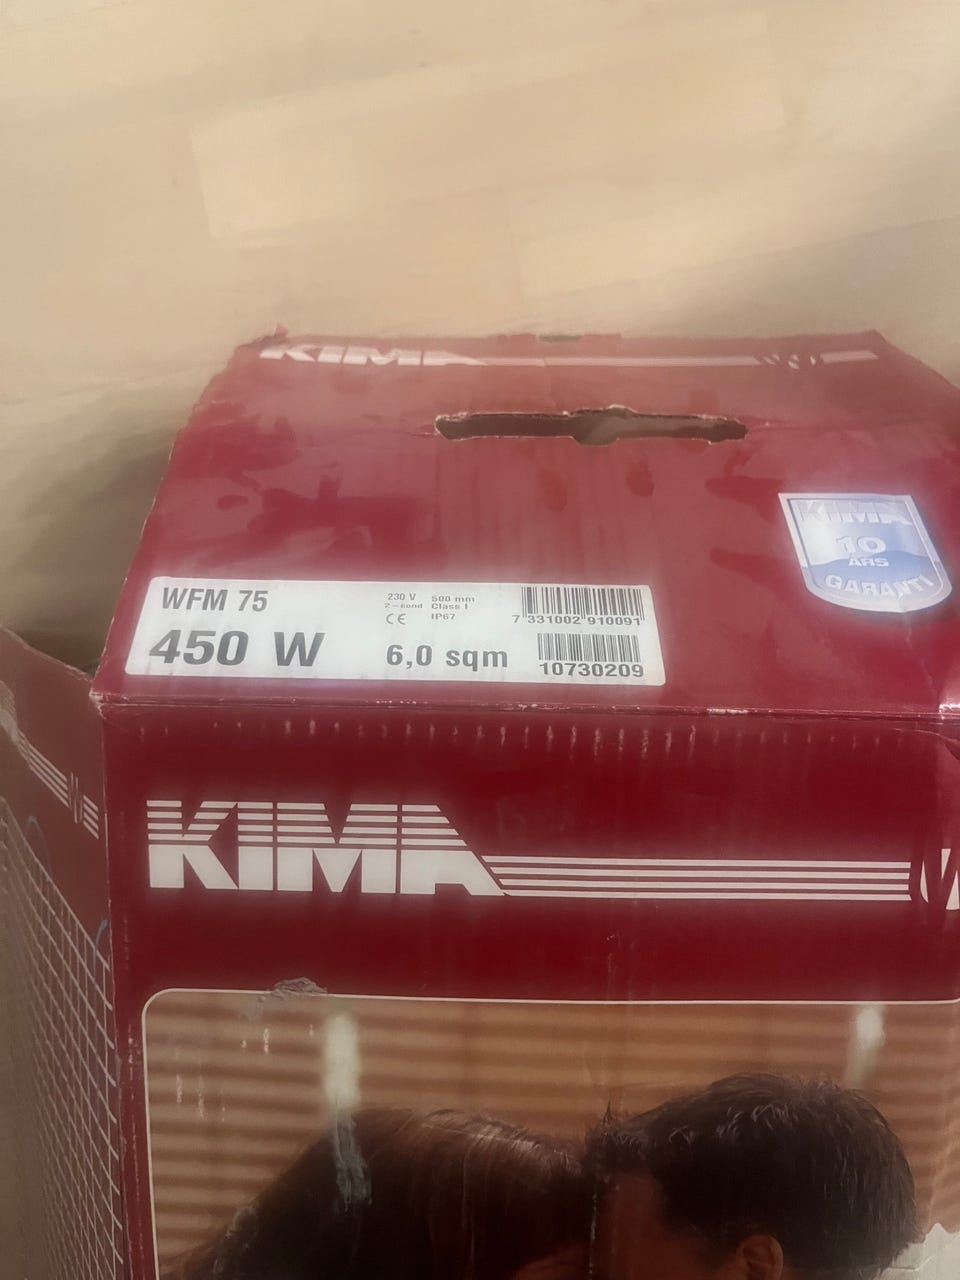 KIMA
KIMA
10
ÅRS
GARANTI
WFM 75
230 V 500 mm
2-cond Class I
CE IP67
7 331002 910091
450 W
6,0 sqm
10730209
KIMA